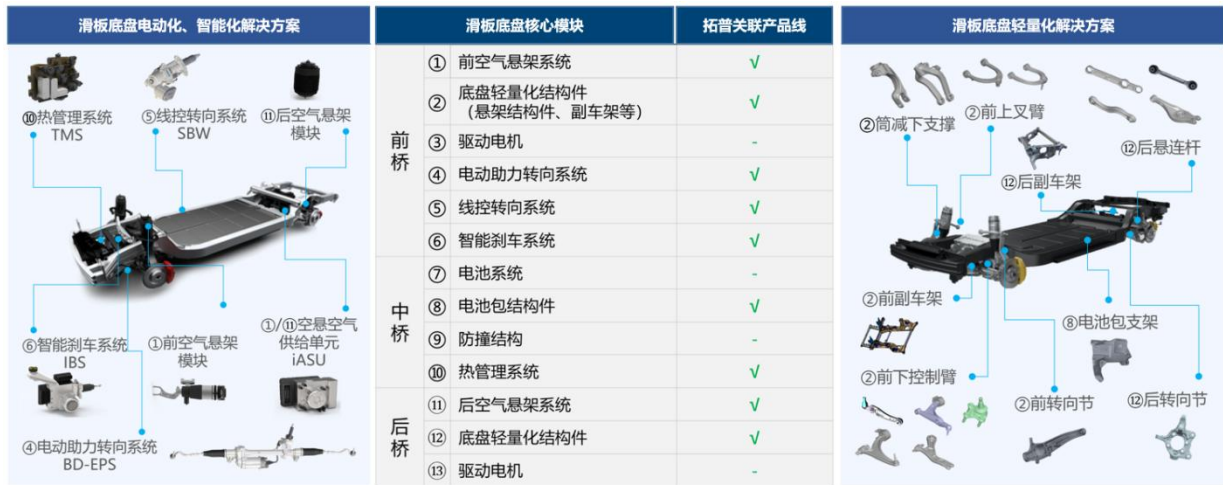 滑板底盘电动化、智能化解决方案
⑩热管理系统
TMS
⑤线控转向系统
SBW
⑪后空气悬架
模块
⑥智能刹车系统
IBS
①前空气悬架
模块
①/⑪空悬空气
供给单元
iASU
④电动助力转向系统
BD-EPS
滑板底盘核心模块 拓普关联产品线
前桥
① 前空气悬架系统 √
② 底盘轻量化结构件
（悬架结构件、副车架等） √
③ 驱动电机 -
④ 电动助力转向系统 √
⑤ 线控转向系统 √
⑥ 智能刹车系统 √
中桥
⑦ 电池系统 -
⑧ 电池包结构件 √
⑨ 防撞结构 -
⑩ 热管理系统 √
后桥
⑪ 后空气悬架系统 √
⑫ 底盘轻量化结构件 √
⑬ 驱动电机 -
滑板底盘轻量化解决方案
②筒减下支撑
②前上叉臂
⑫后悬连杆
⑫后副车架
②前副车架
⑧电池包支架
②前下控制臂
②前转向节
⑫后转向节